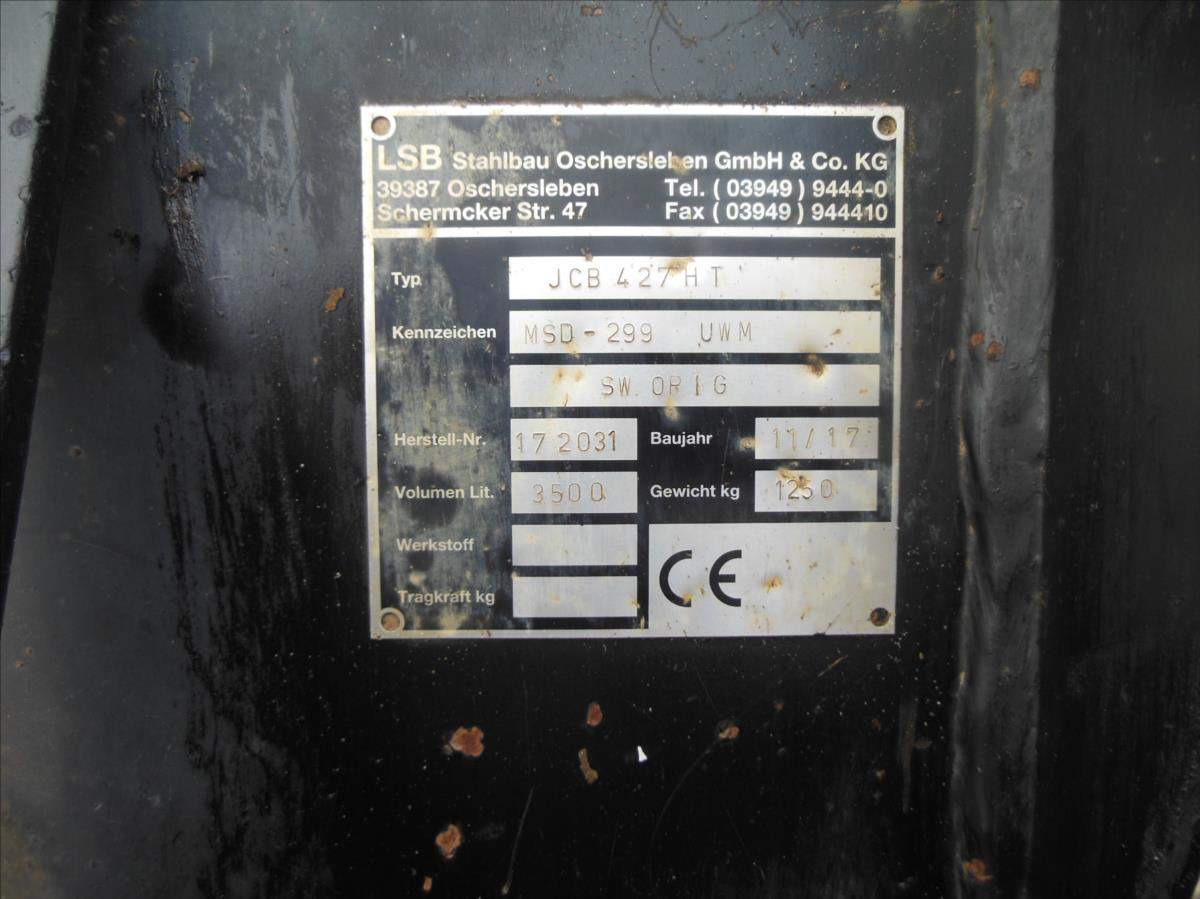 LSB Stahlbau Oschersleben GmbH & Co. KG
39387 Oschersleben Tel. ( 03949 ) 9444-0
Schermcker Str. 47 Fax ( 03949 ) 944410
Typ JCB 427 HT
Kennzeichen MSD-299 UWM
SW. ORIG
Herstell-Nr. 17 2031 Baujahr 11/17
Volumen Lit. 3500 Gewicht kg 1250
Werkstoff
Tragkraft kg
CE